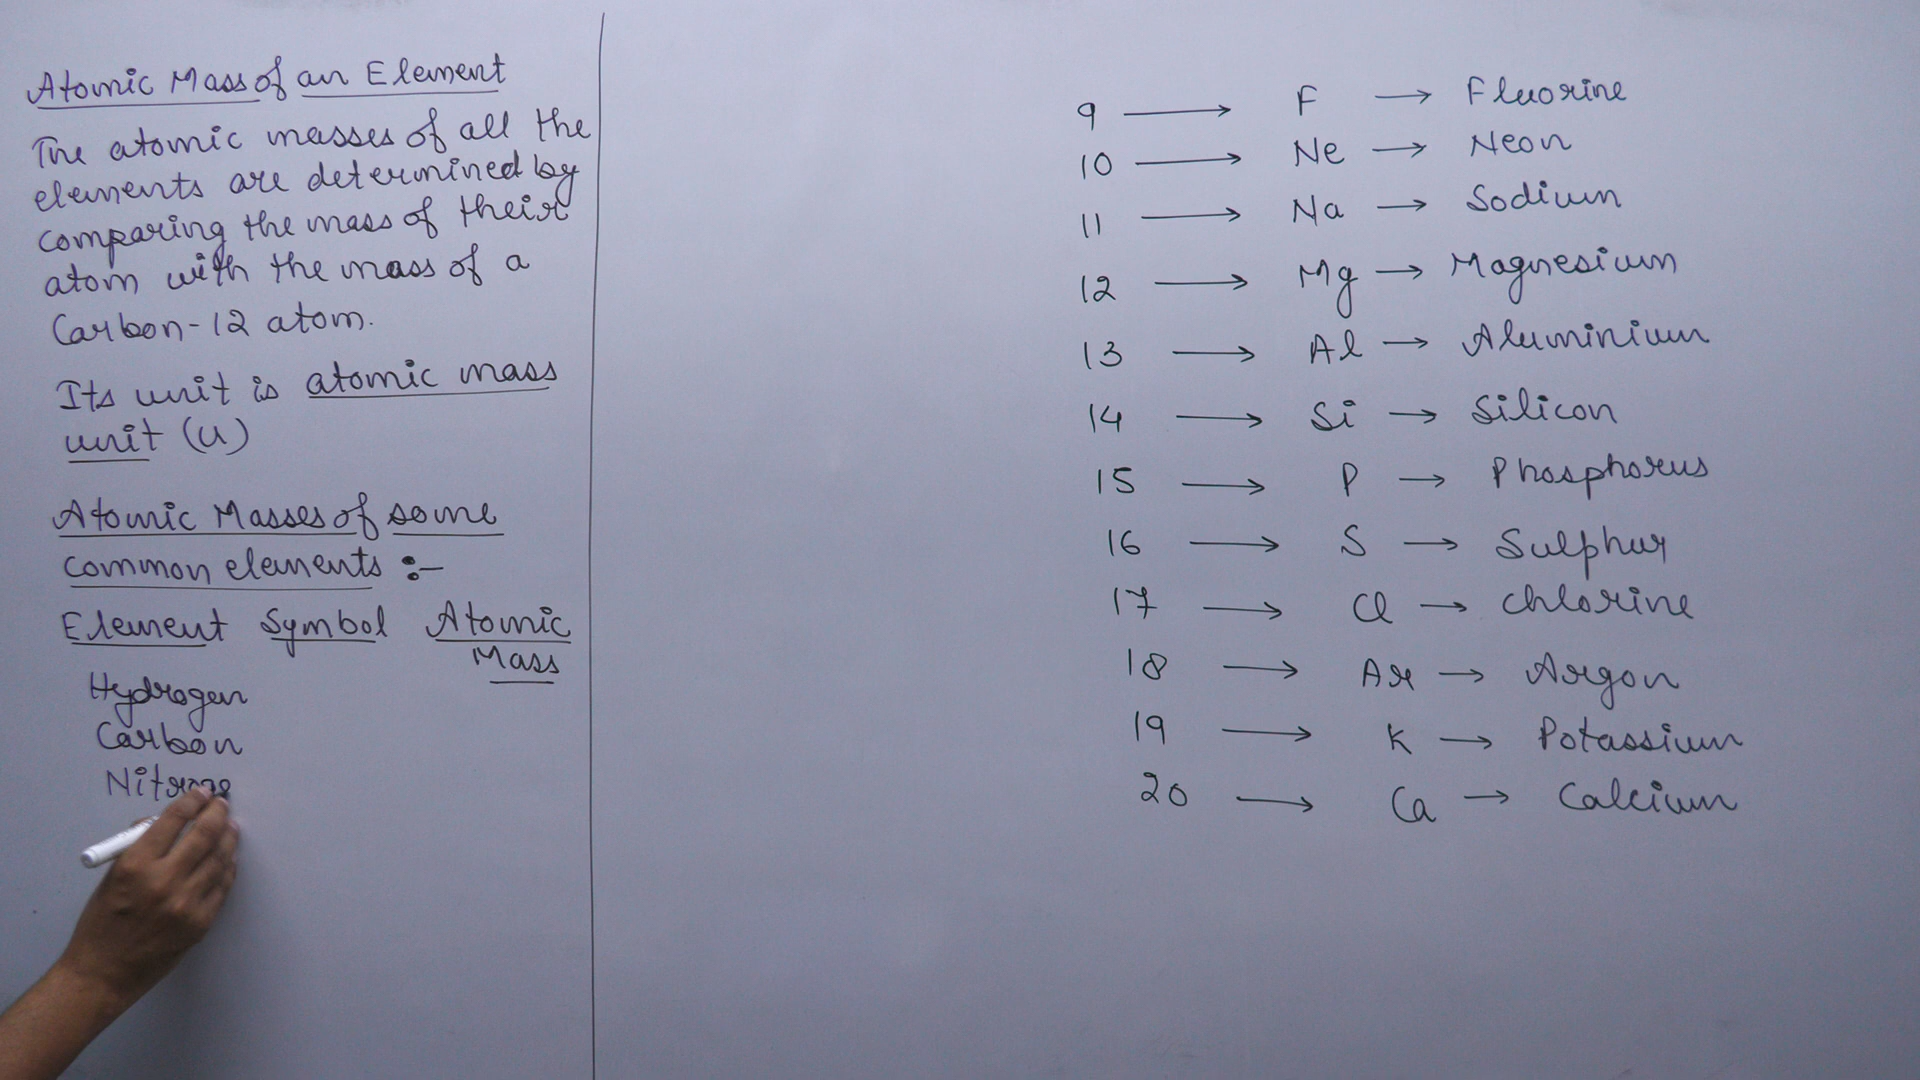 Atomic Mass of an Element
The atomic masses of all the
elements are determined by
comparing the mass of their
atom with the mass of a
Carbon-12 atom.
Its unit is atomic mass
unit (u)
Atomic Masses of some
common elements :-
Element Symbol Atomic
Mass
Hydrogen
Carbon
9 → F → Fluorine
10 → Ne → Neon
11 → Na → Sodium
12 → Mg → Magnesium
13 → Al → Aluminium
14 → Si → Silicon
15 → P → Phosphorus
16 → S → Sulphur
17 → Cl → Chlorine
18 → Ar → Argon
19 → K → Potassium
20 → Ca → Calcium